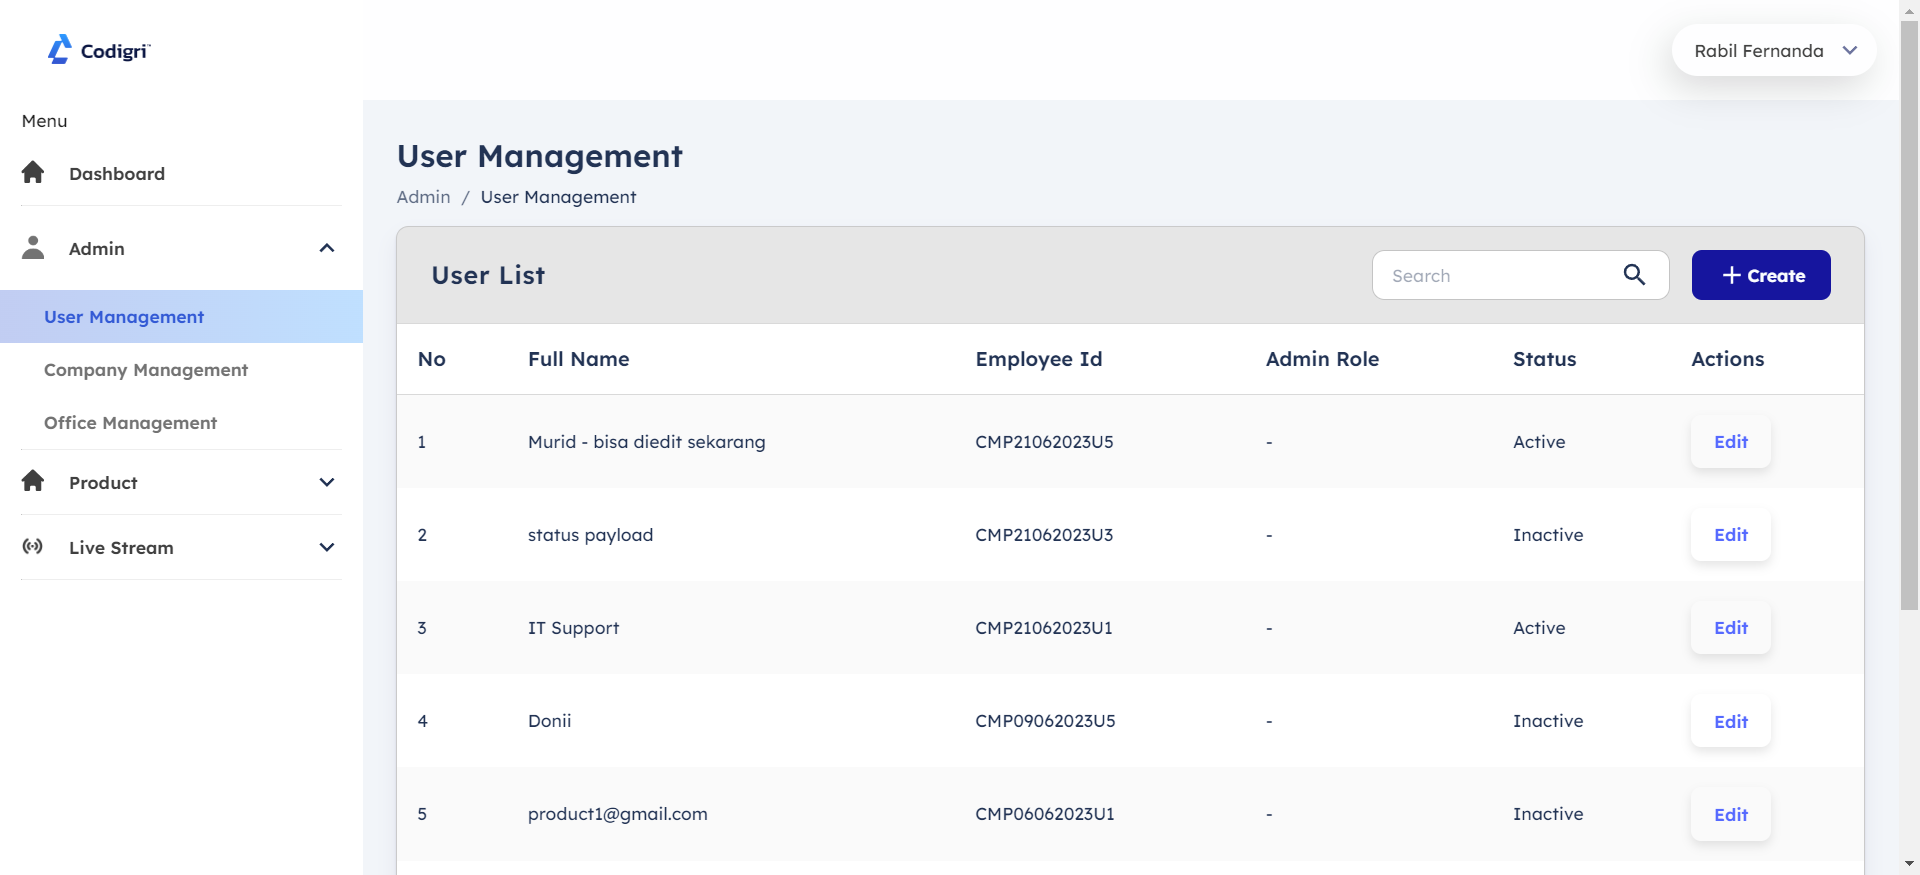 Codigri™
Rabil Fernanda
Menu
Dashboard
Admin
User Management
Company Management
Office Management
Product
Live Stream
User Management
Admin / User Management
User List
Search
Create
No Full Name Employee Id Admin Role Status Actions
1 Murid - bisa diedit sekarang CMP21062023U5 - Active Edit
2 status payload CMP21062023U3 - Inactive Edit
3 IT Support CMP21062023U1 - Active Edit
4 Donii CMP09062023U5 - Inactive Edit
5 product1@gmail.com CMP06062023U1 - Inactive Edit